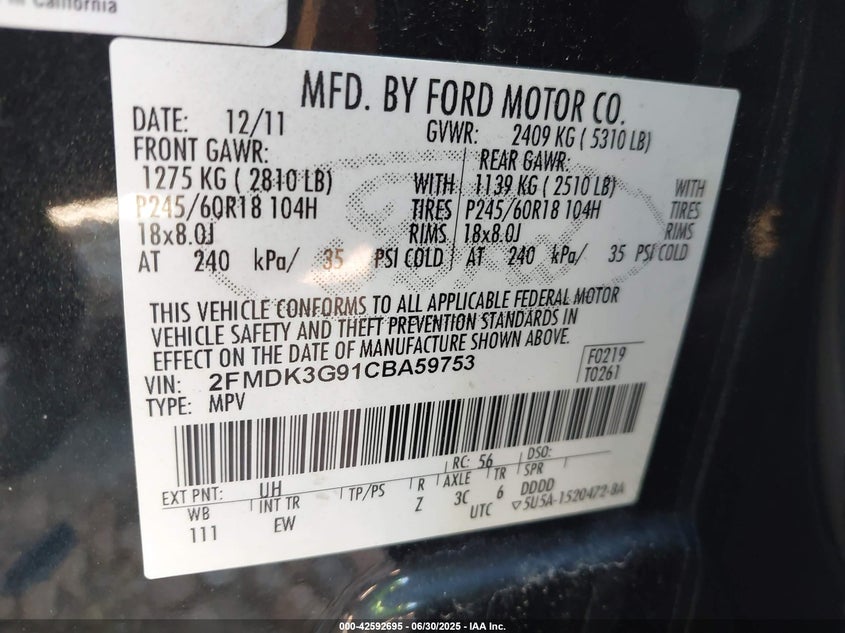 in California
MFD. BY FORD MOTOR CO.
DATE: 12/11 GVWR: 2409 KG ( 5310 LB)
FRONT GAWR: REAR GAWR:
1275 KG ( 2810 LB) WITH 1139 KG ( 2510 LB) WITH
P245/60R18 104H TIRES P245/60R18 104H TIRES
18x8.0J RIMS 18x8.0J RIMS
AT 240 kPa/ 35 PSI COLD AT 240 kPa/ 35 PSI COLD
THIS VEHICLE CONFORMS TO ALL APPLICABLE FEDERAL MOTOR
VEHICLE SAFETY AND THEFT PREVENTION STANDARDS IN
EFFECT ON THE DATE OF MANUFACTURE SHOWN ABOVE.
VIN: 2FMDK3G91CBA59753 F0219
TYPE: MPV T0261
RC: 56 DSO:
EXT PNT: UH TP/PS R AXLE TR SPR
WB INT TR Z 3C 6 DDDD
111 EW UTC ▽5U5A-1520472-BA
000-42592695 - 06/30/2025 - IAA Inc.